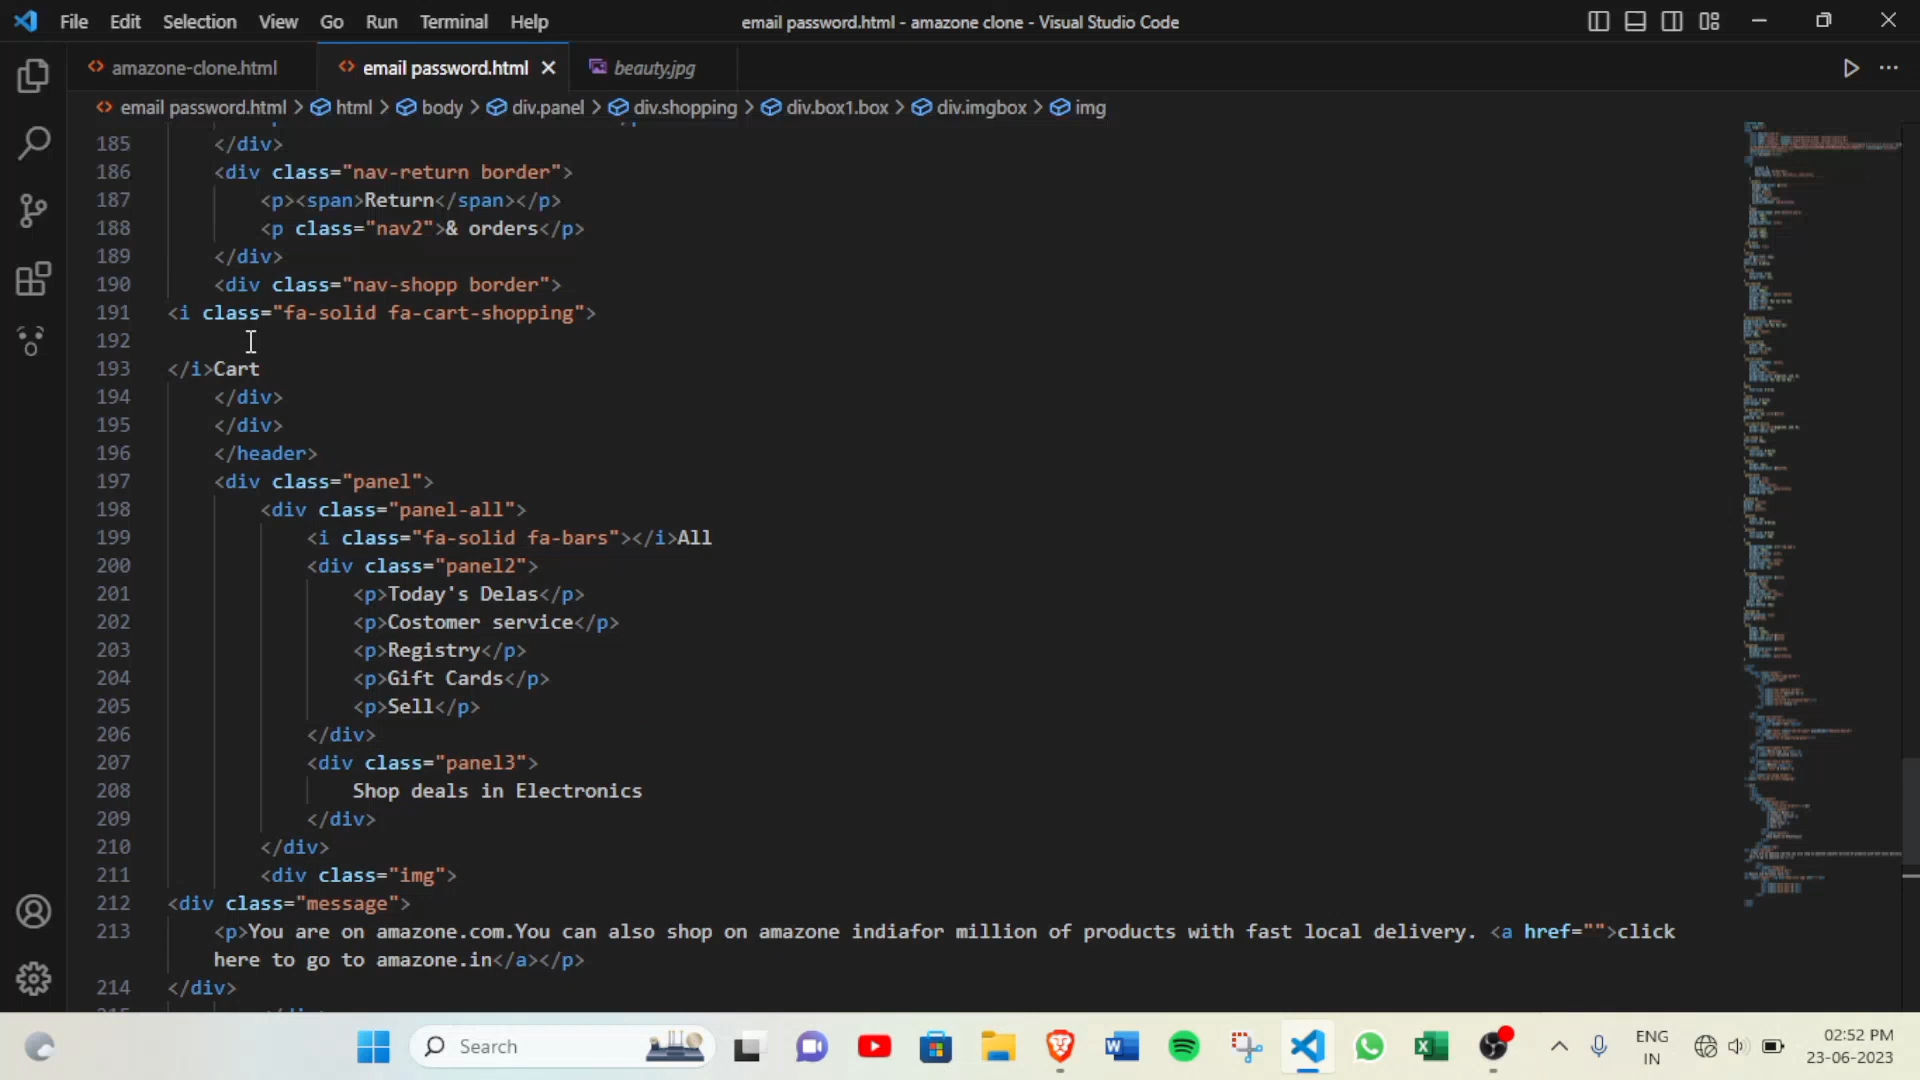 File Edit Selection View Go Run Terminal Help email password.html - amazone clone - Visual Studio Code
amazone-clone.html email password.html beauty.jpg
email password.html > html > body > div.panel > div.shopping > div.box1.box > div.imgbox > img
185 </div>
186 <div class="nav-return border">
187 <p><span>Return</span></p>
188 <p class="nav2">& orders</p>
189 </div>
190 <div class="nav-shopp border">
191 <i class="fa-solid fa-cart-shopping">
192
193 </i>Cart
194 </div>
195 </div>
196 </header>
197 <div class="panel">
198 <div class="panel-all">
199 <i class="fa-solid fa-bars"></i>All
200 <div class="panel2">
201 <p>Today's Delas</p>
202 <p>Costomer service</p>
203 <p>Registry</p>
204 <p>Gift Cards</p>
205 <p>Sell</p>
206 </div>
207 <div class="panel3">
208 Shop deals in Electronics
209 </div>
210 </div>
211 <div class="img">
212 <div class="message">
213 <p>You are on amazone.com.You can also shop on amazone indiafor million of products with fast local delivery. <a href="">click
here to go to amazone.in</a></p>
214 </div>
Search
ENG
IN
02:52 PM
23-06-2023